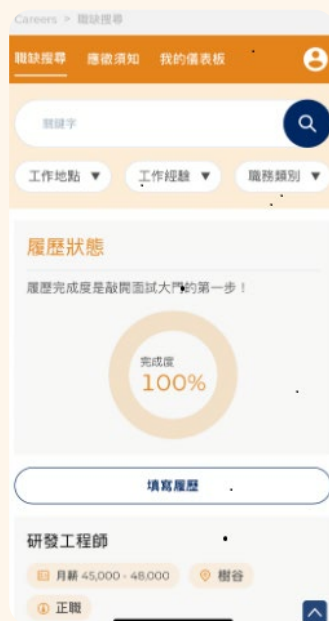 Careers > 職缺搜尋
職缺搜尋 應徵須知 我的儀表板
關鍵字
工作地點 ▼ 工作經驗 ▼ 職務類別 ▼
履歷狀態
履歷完成度是敲開面試大門的第一步！
完成度
100%
填寫履歷
研發工程師
月薪 45,000 - 48,000 樹谷
正職